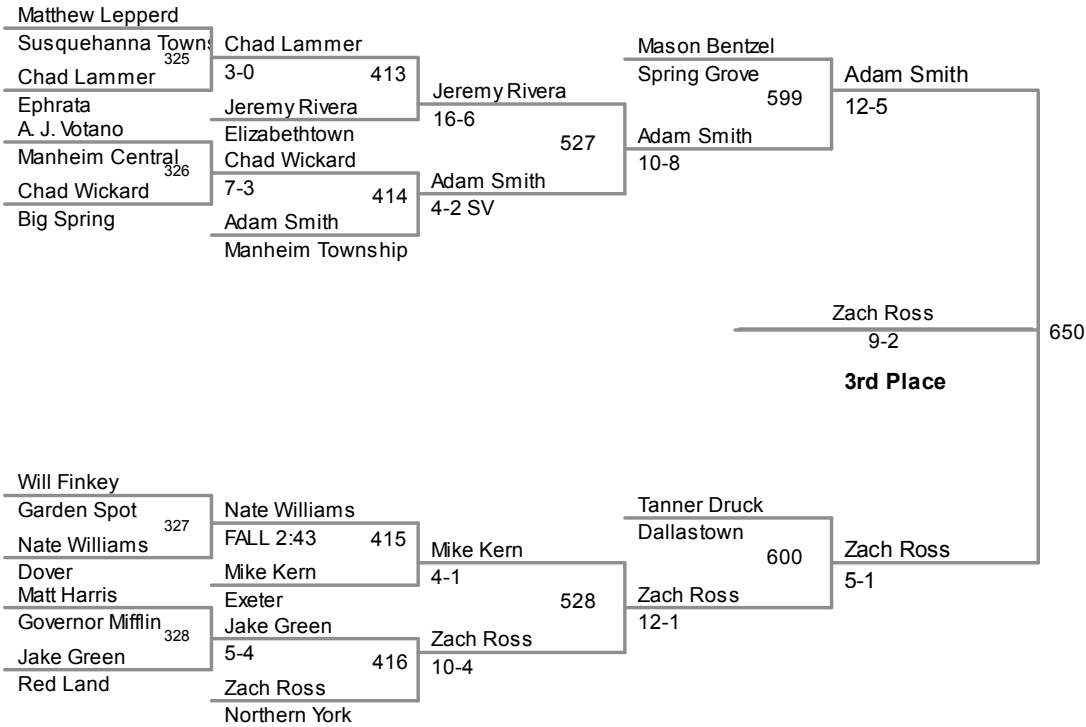 Matthew Lepperd
Susquehanna Towns
325
Chad Lammer
Ephrata
A. J. Votano
Manheim Central
326
Chad Wickard
Big Spring
Chad Lammer
3-0
413
Jeremy Rivera
Elizabethtown
Chad Wickard
7-3
414
Adam Smith
Manheim Township
Jeremy Rivera
16-6
527
Adam Smith
4-2 SV
Mason Bentzel
Spring Grove
599
Adam Smith
10-8
Adam Smith
12-5
Zach Ross
9-2
650
3rd Place
Will Finkey
Garden Spot
327
Nate Williams
Dover
Matt Harris
Governor Mifflin
328
Jake Green
Red Land
Nate Williams
FALL 2:43
415
Mike Kern
Exeter
Jake Green
5-4
416
Zach Ross
Northern York
Mike Kern
4-1
528
Zach Ross
10-4
Tanner Druck
Dallastown
600
Zach Ross
12-1
Zach Ross
5-1